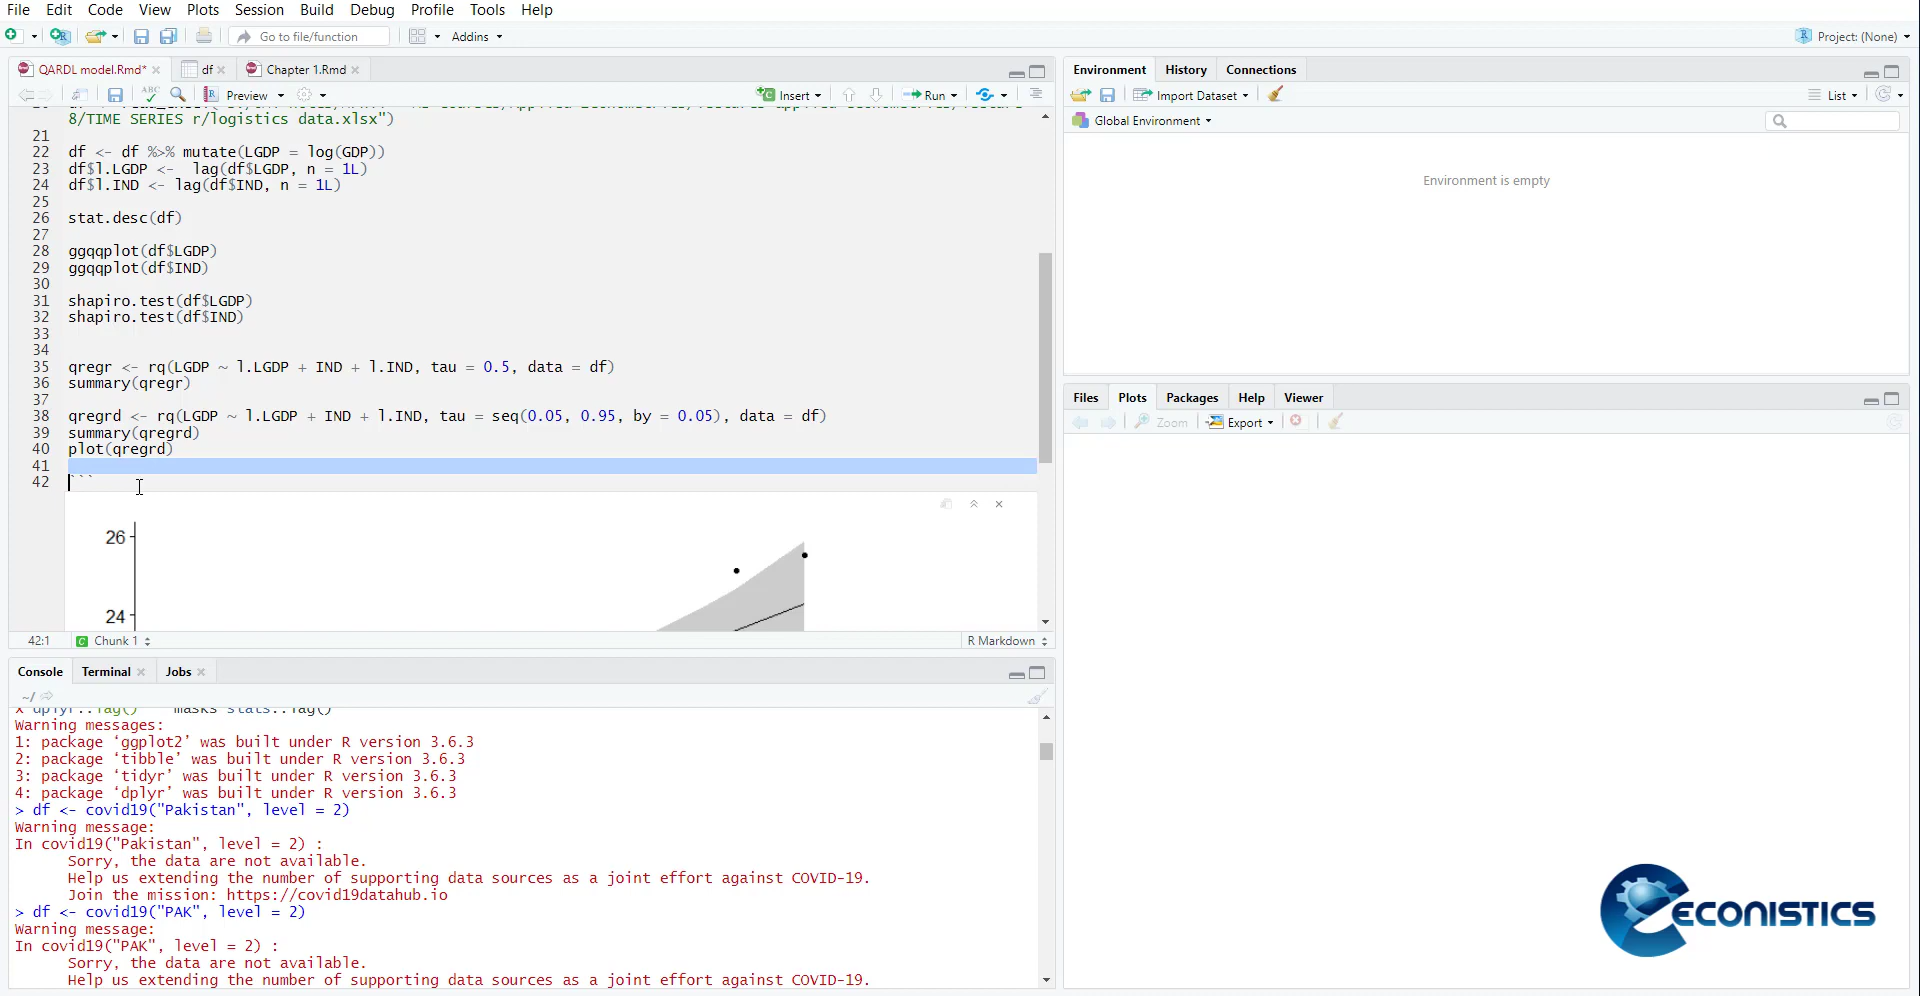 File Edit Code View Plots Session Build Debug Profile Tools Help
Go to file/function Addins Project: (None)
QARDL model.Rmd* df Chapter 1.Rmd
ABC Preview Insert Run
8/TIME SERIES r/logistics data.xlsx")
21
22 df <- df %>% mutate(LGDP = log(GDP))
23 df$l.LGDP <-  lag(df$LGDP, n = 1L)
24 df$l.IND <- lag(df$IND, n = 1L)
25
26 stat.desc(df)
27
28 ggqqplot(df$LGDP)
29 ggqqplot(df$IND)
30
31 shapiro.test(df$LGDP)
32 shapiro.test(df$IND)
33
34
35 qregr <- rq(LGDP ~ l.LGDP + IND + l.IND, tau = 0.5, data = df)
36 summary(qregr)
37
38 qregrd <- rq(LGDP ~ l.LGDP + IND + l.IND, tau = seq(0.05, 0.95, by = 0.05), data = df)
39 summary(qregrd)
40 plot(qregrd)
41
42 ```
26
24
42:1 Chunk 1 R Markdown
Console Terminal Jobs
~/
x dplyr::lag() masks stats::lag()
Warning messages:
1: package ‘ggplot2’ was built under R version 3.6.3
2: package ‘tibble’ was built under R version 3.6.3
3: package ‘tidyr’ was built under R version 3.6.3
4: package ‘dplyr’ was built under R version 3.6.3
> df <- covid19("Pakistan", level = 2)
Warning message:
In covid19("Pakistan", level = 2) :
Sorry, the data are not available.
Help us extending the number of supporting data sources as a joint effort against COVID-19.
Join the mission: https://covid19datahub.io
> df <- covid19("PAK", level = 2)
Warning message:
In covid19("PAK", level = 2) :
Sorry, the data are not available.
Help us extending the number of supporting data sources as a joint effort against COVID-19.
Environment History Connections
Import Dataset List
Global Environment
Environment is empty
Files Plots Packages Help Viewer
Zoom Export
ECONISTICS